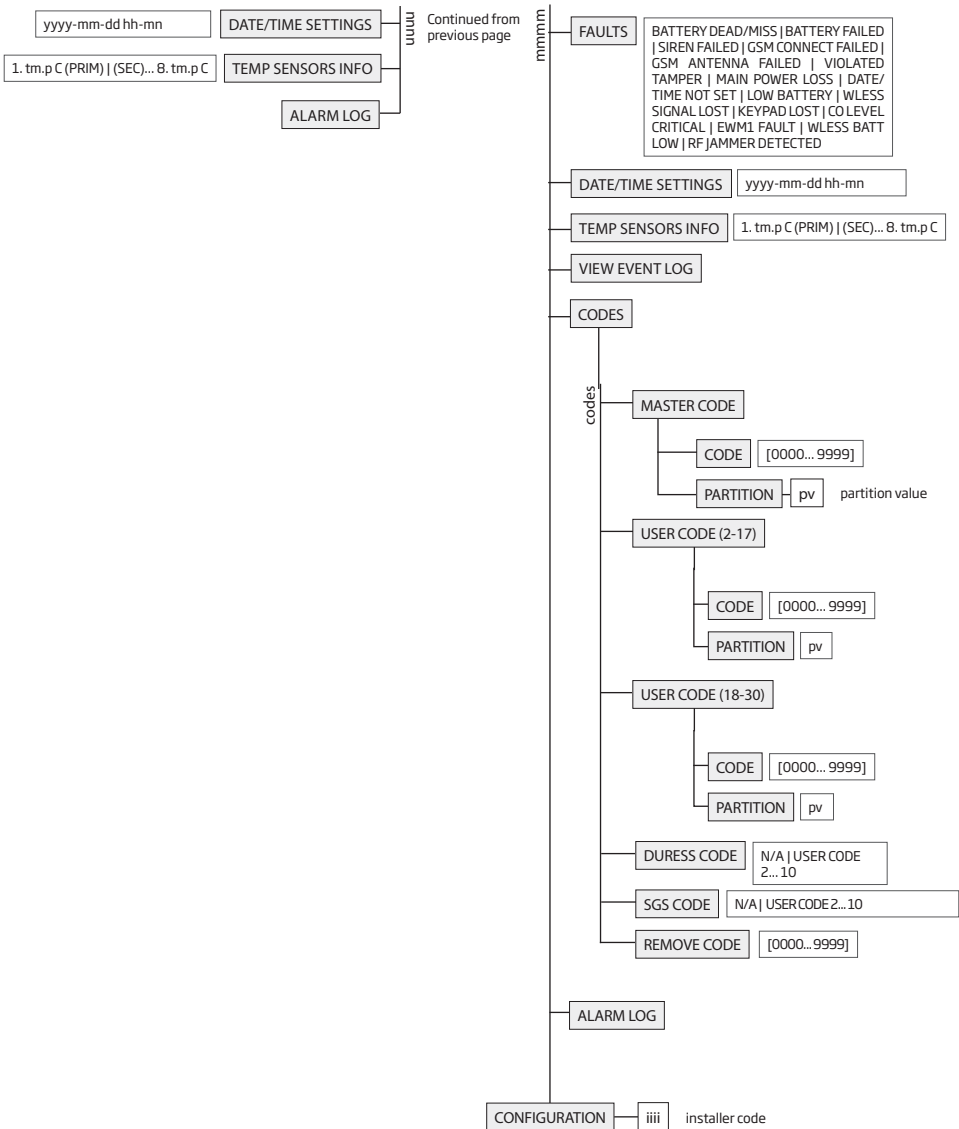 yyyy-mm-dd hh-mn
DATE/TIME SETTINGS
uuuu
Continued from
previous page
1. tm.p C (PRIM) | (SEC)... 8. tm.p C
TEMP SENSORS INFO
ALARM LOG
mmmm
FAULTS
BATTERY DEAD/MISS | BATTERY FAILED
| SIREN FAILED | GSM CONNECT FAILED |
GSM ANTENNA FAILED | VIOLATED
TAMPER | MAIN POWER LOSS | DATE/
TIME NOT SET | LOW BATTERY | WLESS
SIGNAL LOST | KEYPAD LOST | CO LEVEL
CRITICAL | EWM1 FAULT | WLESS BATT
LOW | RF JAMMER DETECTED
DATE/TIME SETTINGS
yyyy-mm-dd hh-mn
TEMP SENSORS INFO
1. tm.p C (PRIM) | (SEC)... 8. tm.p C
VIEW EVENT LOG
CODES
codes
MASTER CODE
CODE
[0000... 9999]
PARTITION
pv
partition value
USER CODE (2-17)
CODE
[0000... 9999]
PARTITION
pv
USER CODE (18-30)
CODE
[0000... 9999]
PARTITION
pv
DURESS CODE
N/A | USER CODE
2... 10
SGS CODE
N/A | USER CODE 2... 10
REMOVE CODE
[0000... 9999]
ALARM LOG
CONFIGURATION
iiii
installer code